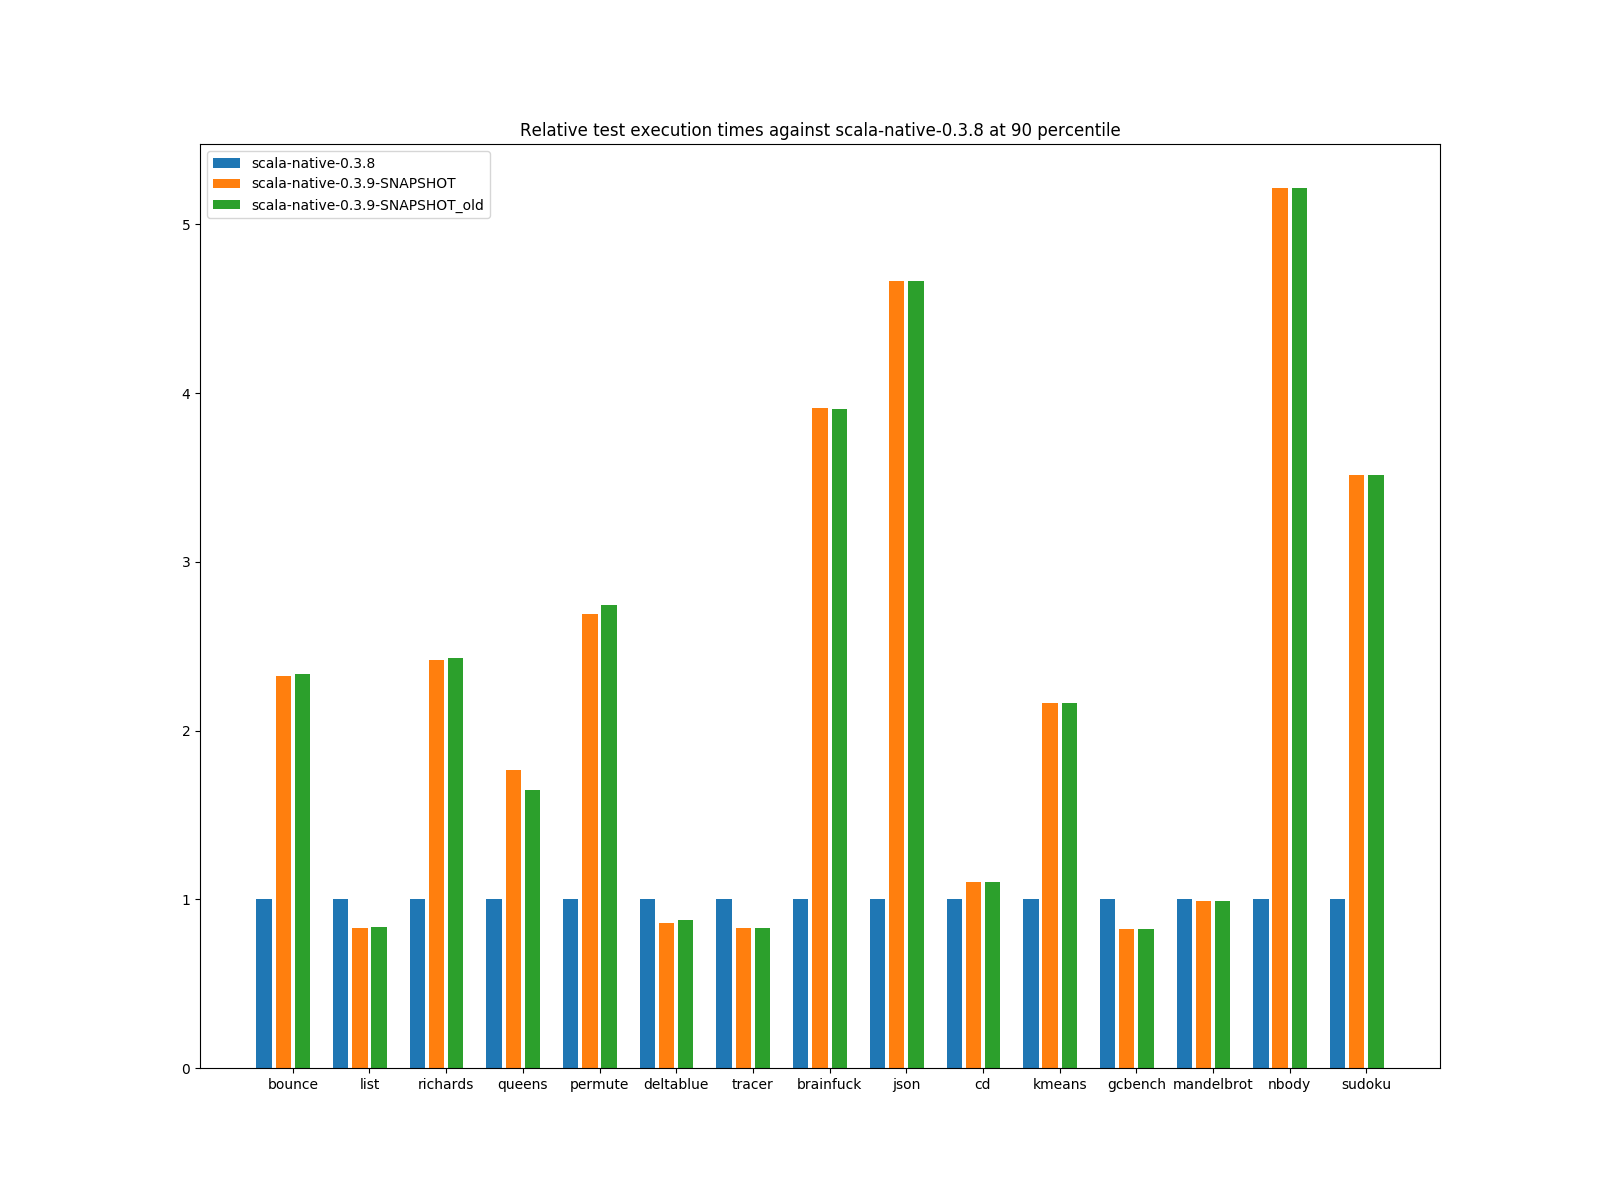 Relative test execution times against scala-native-0.3.8 at 90 percentile
scala-native-0.3.8
scala-native-0.3.9-SNAPSHOT
scala-native-0.3.9-SNAPSHOT_old
5
4
3
2
1
0
bounce list richards queens permute deltablue tracer brainfuck json cd kmeans gcbench mandelbrot nbody sudoku